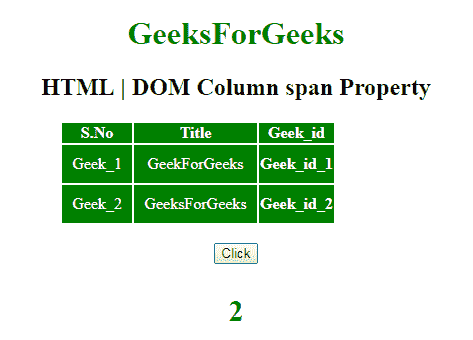 GeeksForGeeks
HTML | DOM Column span Property
S.No Title Geek_id
Geek_1 GeekForGeeks Geek_id_1
Geek_2 GeeksForGeeks Geek_id_2
Click
2